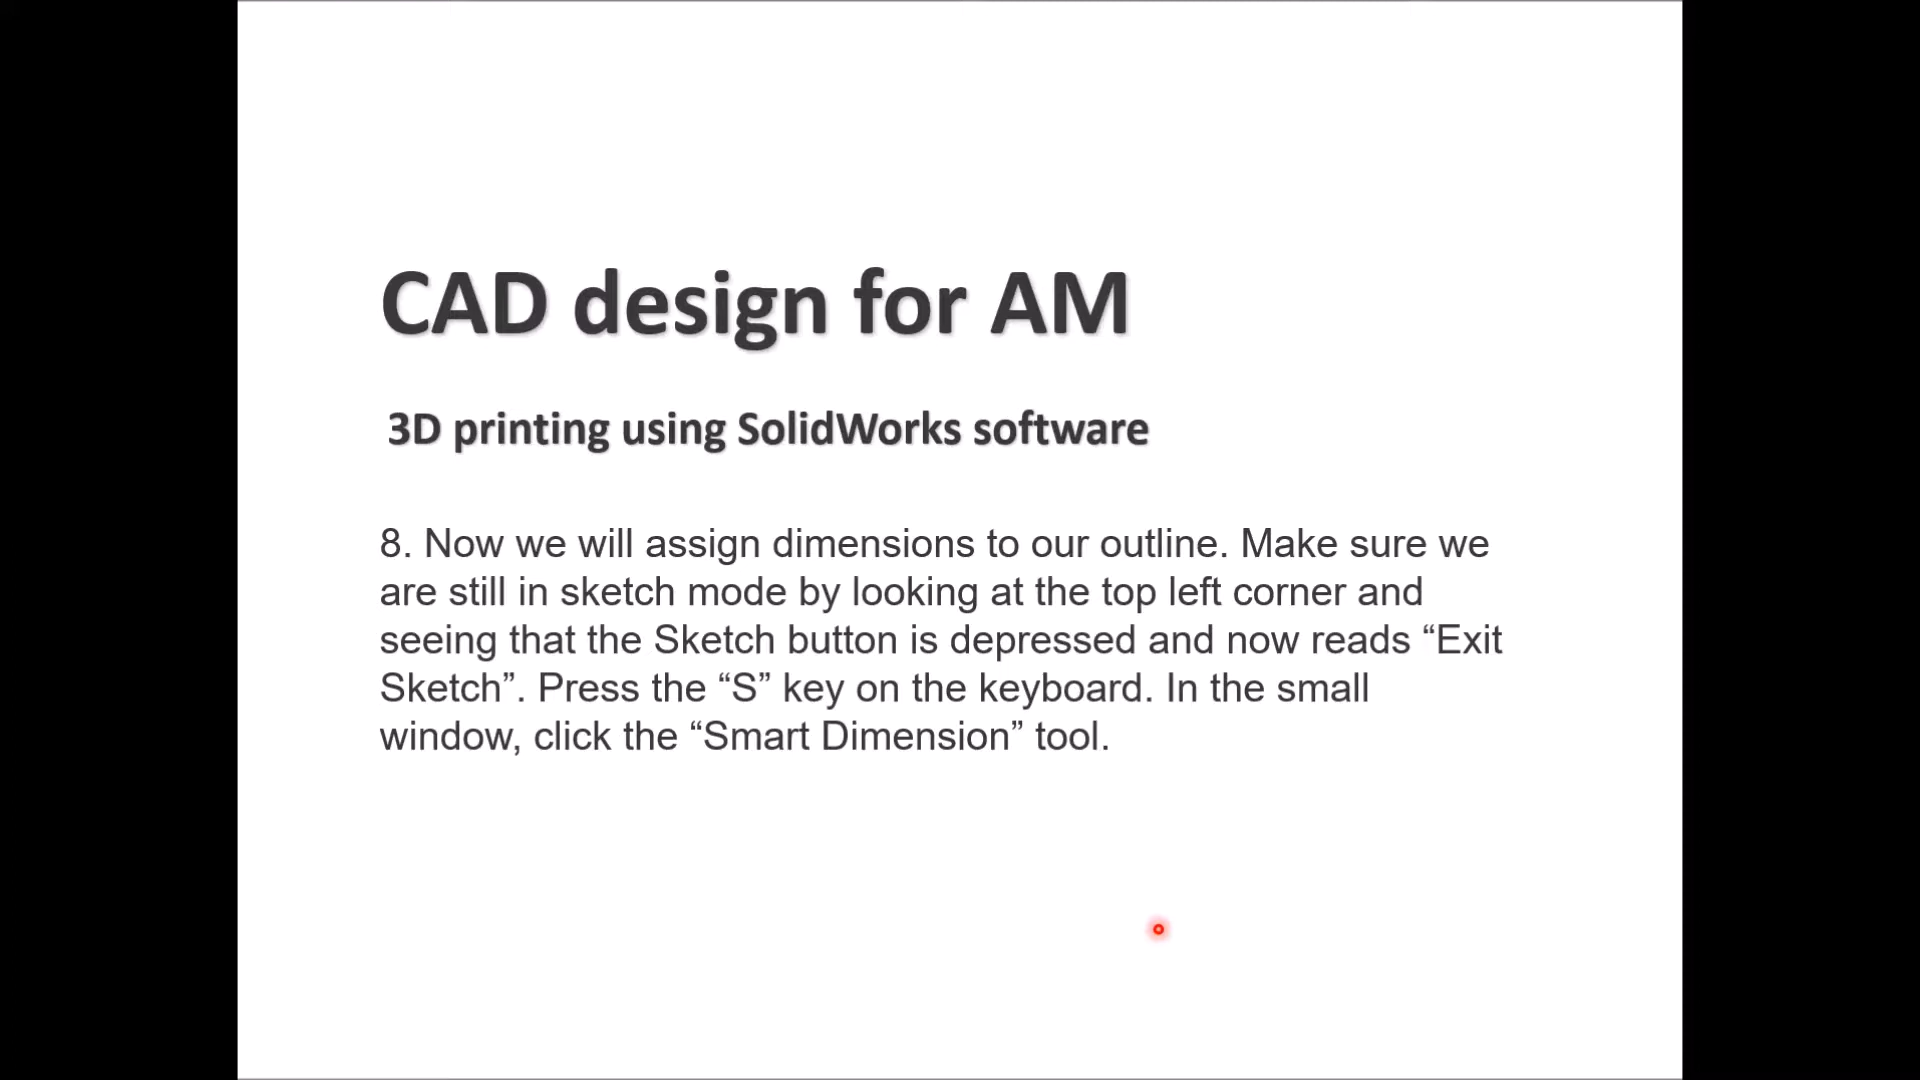 CAD design for AM
3D printing using SolidWorks software
8. Now we will assign dimensions to our outline. Make sure we
are still in sketch mode by looking at the top left corner and
seeing that the Sketch button is depressed and now reads “Exit
Sketch”. Press the “S” key on the keyboard. In the small
window, click the “Smart Dimension” tool.